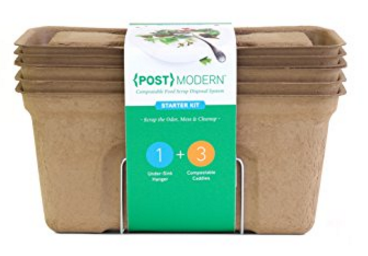 {POST}MODERN™
Compostable Food Scrap Disposal System
STARTER KIT
- Scrap the Odor, Mess & Cleanup -
1 + 3
Under-Sink Compostable
Hanger Caddies